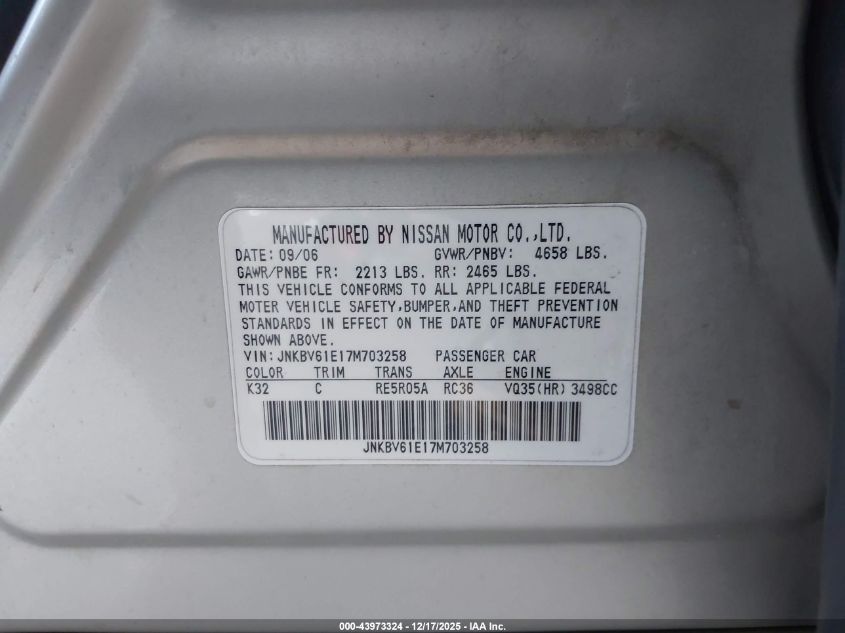 MANUFACTURED BY NISSAN MOTOR CO.,LTD.
DATE: 09/06 GVWR/PNBV: 4658 LBS.
GAWR/PNBE FR: 2213 LBS. RR: 2465 LBS.
THIS VEHICLE CONFORMS TO ALL APPLICABLE FEDERAL
MOTER VEHICLE SAFETY,BUMPER,AND THEFT PREVENTION
STANDARDS IN EFFECT ON THE DATE OF MANUFACTURE
SHOWN ABOVE.
VIN: JNKBV61E17M703258 PASSENGER CAR
COLOR TRIM TRANS AXLE ENGINE
K32 C RE5R05A RC36 VQ35(HR) 3498CC
JNKBV61E17M703258
000-43973324 - 12/17/2025 - IAA Inc.